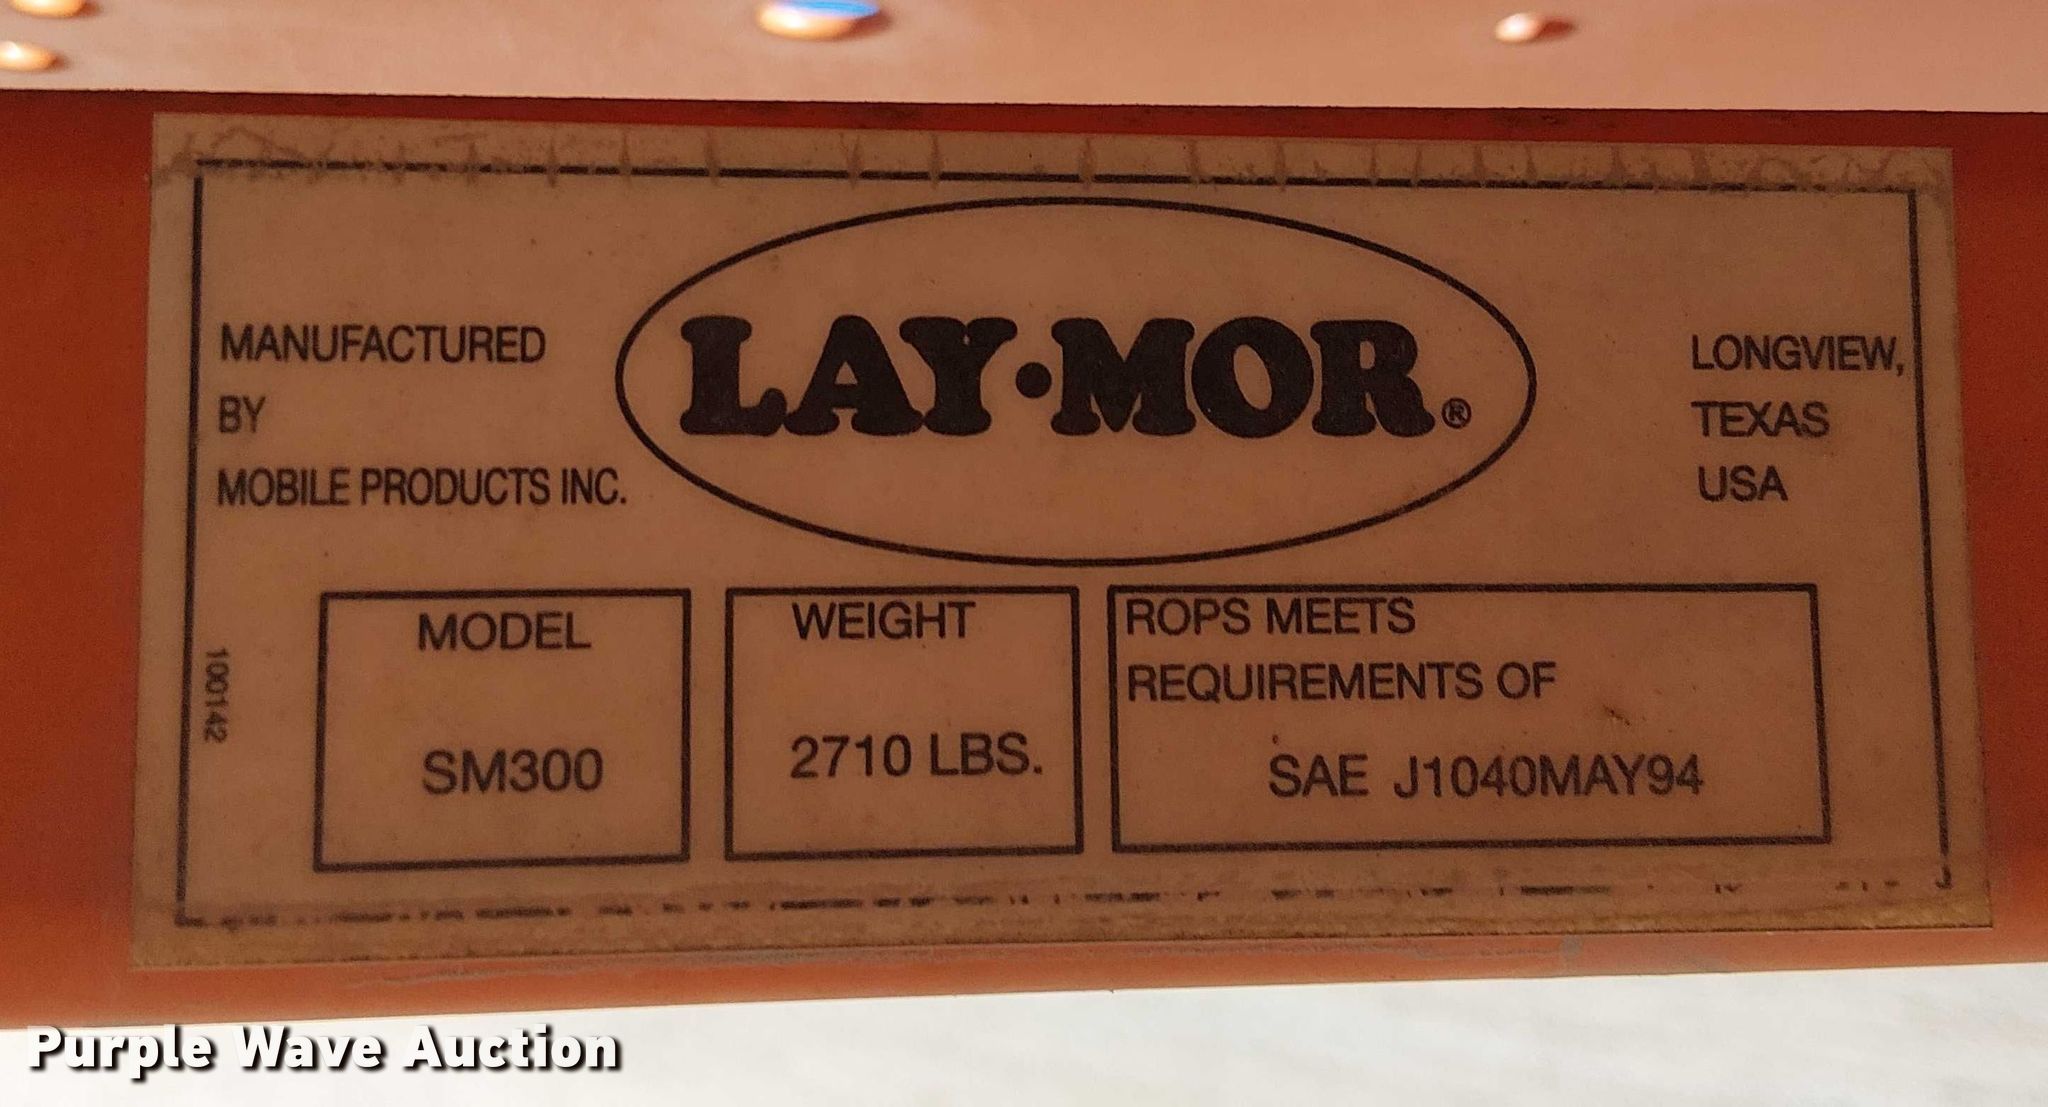 MANUFACTURED
BY
MOBILE PRODUCTS INC.
LAY·MOR®
LONGVIEW,
TEXAS
USA
100142
MODEL
SM300
WEIGHT
2710 LBS.
ROPS MEETS
REQUIREMENTS OF
SAE J1040MAY94
Purple Wave Auction